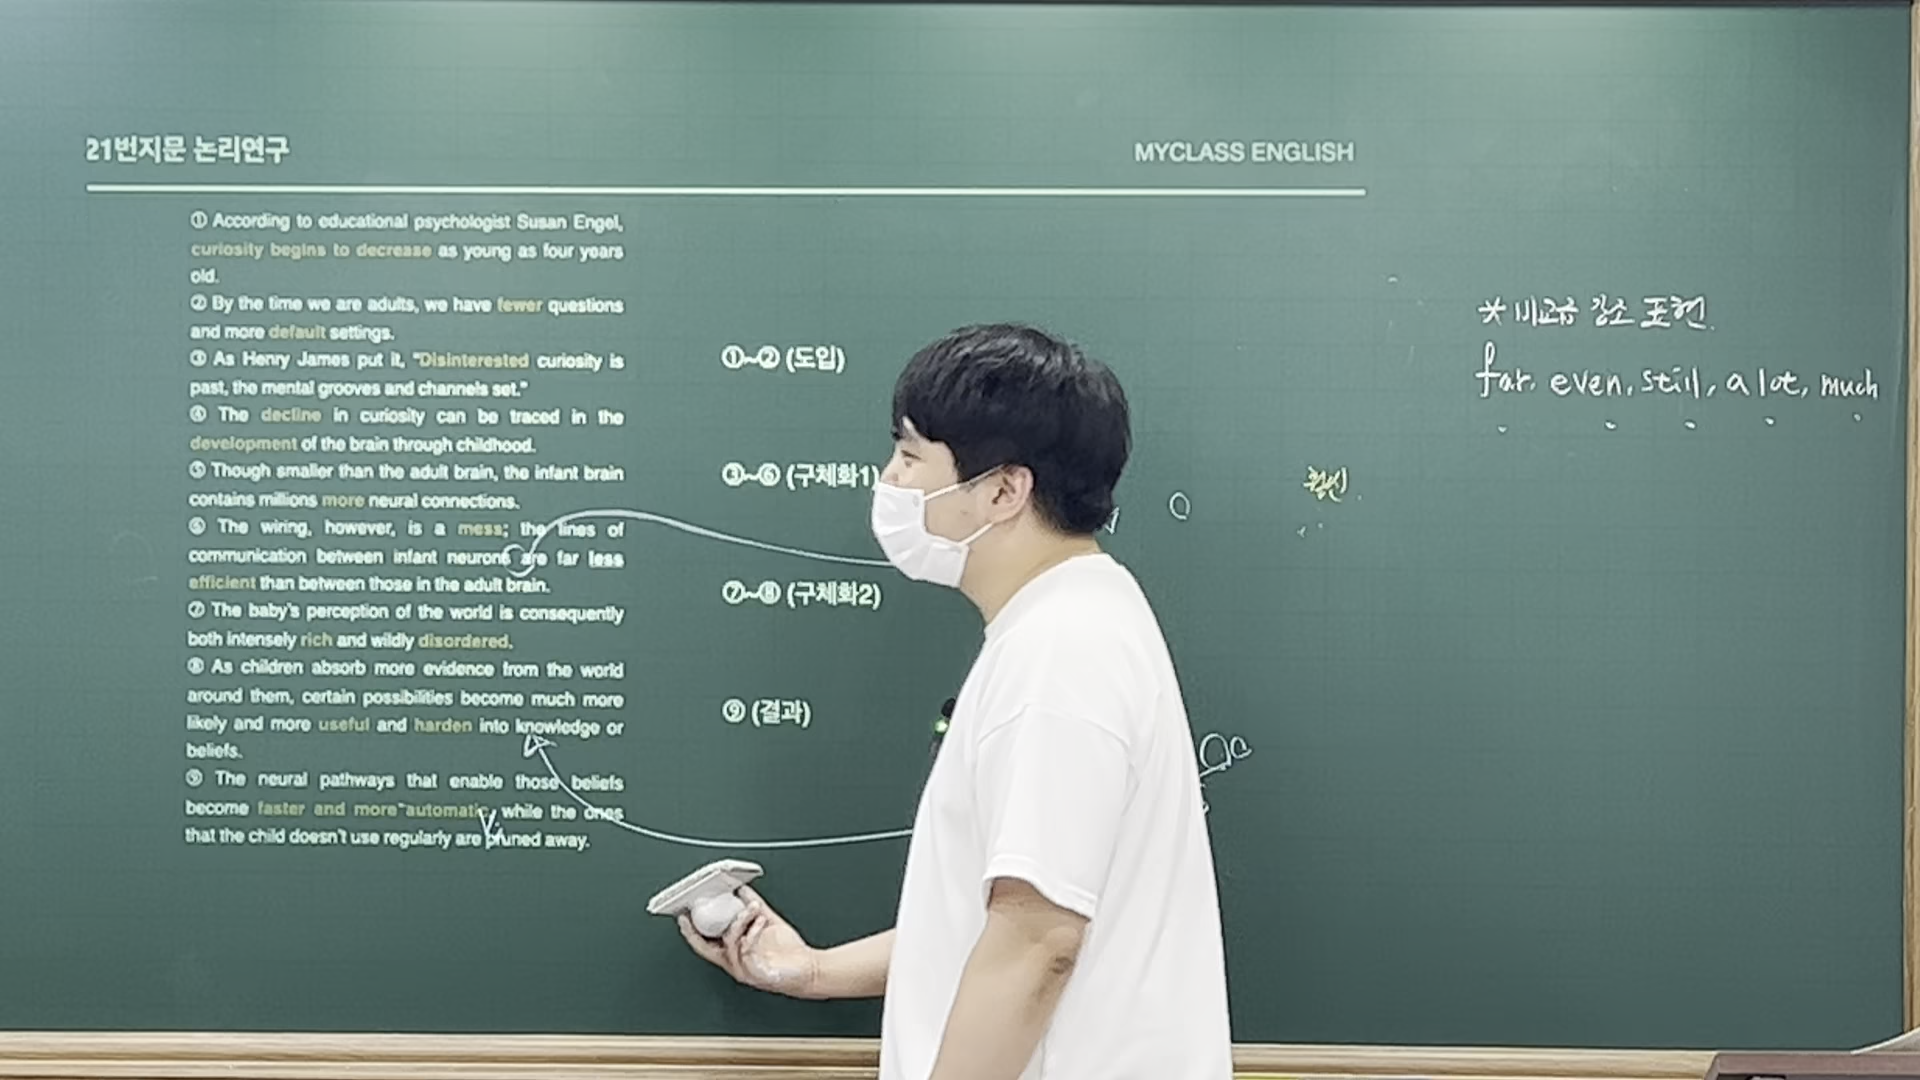 21번지문 논리연구
MYCLASS ENGLISH
① According to educational psychologist Susan Engel,
curiosity begins to decrease as young as four years
old.
② By the time we are adults, we have fewer questions
and more default settings.
③ As Henry James put it, "Disinterested curiosity is
past, the mental grooves and channels set."
④ The decline in curiosity can be traced in the
development of the brain through childhood.
⑤ Though smaller than the adult brain, the infant brain
contains millions more neural connections.
⑥ The wiring, however, is a mess; the lines of
communication between infant neurons are far less
efficient than between those in the adult brain.
⑦ The baby's perception of the world is consequently
both intensely rich and wildly disordered.
⑧ As children absorb more evidence from the world
around them, certain possibilities become much more
likely and more useful and harden into knowledge or
beliefs.
⑨ The neural pathways that enable those beliefs
become faster and more automatic, while the ones
that the child doesn't use regularly are pruned away.
①~② (도입)
③~⑥ (구체화1)
⑦~⑧ (구체화2)
⑨ (결과)
* 비교급 강조 표현.
far, even, still, a lot, much
훨씬